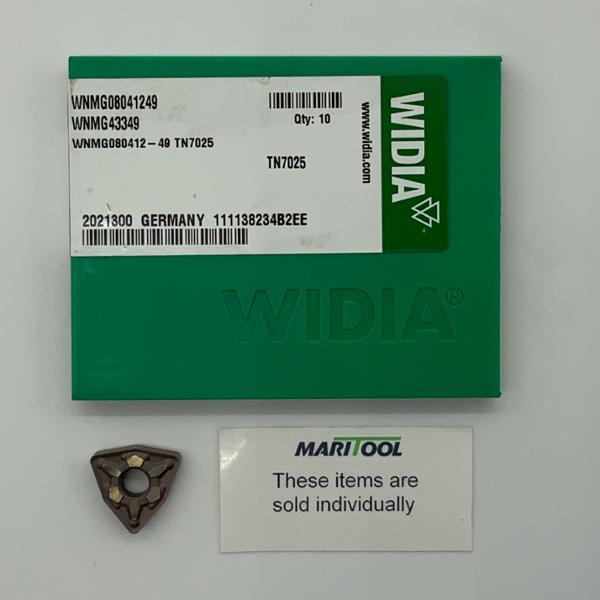 WNMG08041249
WNMG43349
WNMG080412-49 TN7025
Qty: 10
TN7025
2021300 GERMANY 111138234B2EE
www.widia.com
WIDIA
WIDIA®
MARITOOL
These items are
sold individually